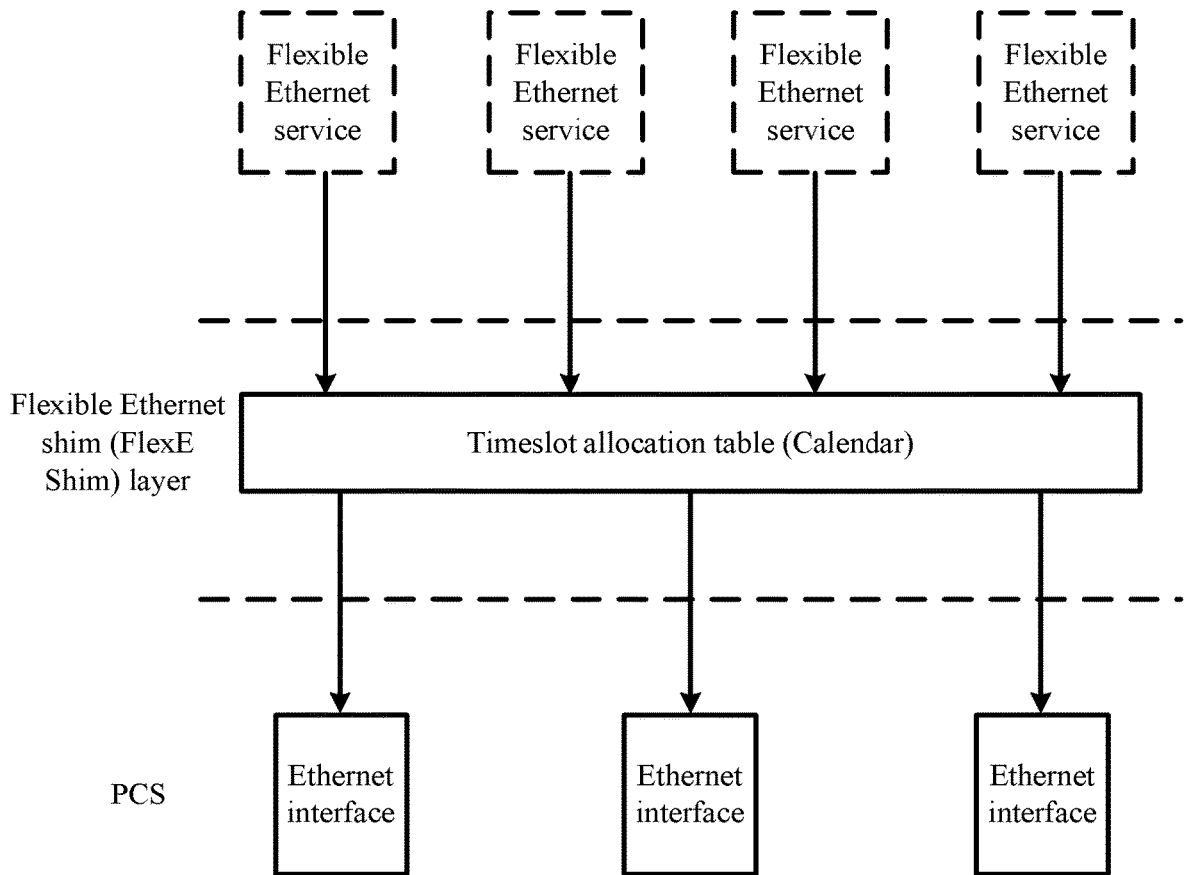 Flexible
Ethernet
service
Flexible
Ethernet
service
Flexible
Ethernet
service
Flexible
Ethernet
service
Flexible Ethernet
shim (FlexE
Shim) layer
Timeslot allocation table (Calendar)
PCS
Ethernet
interface
Ethernet
interface
Ethernet
interface